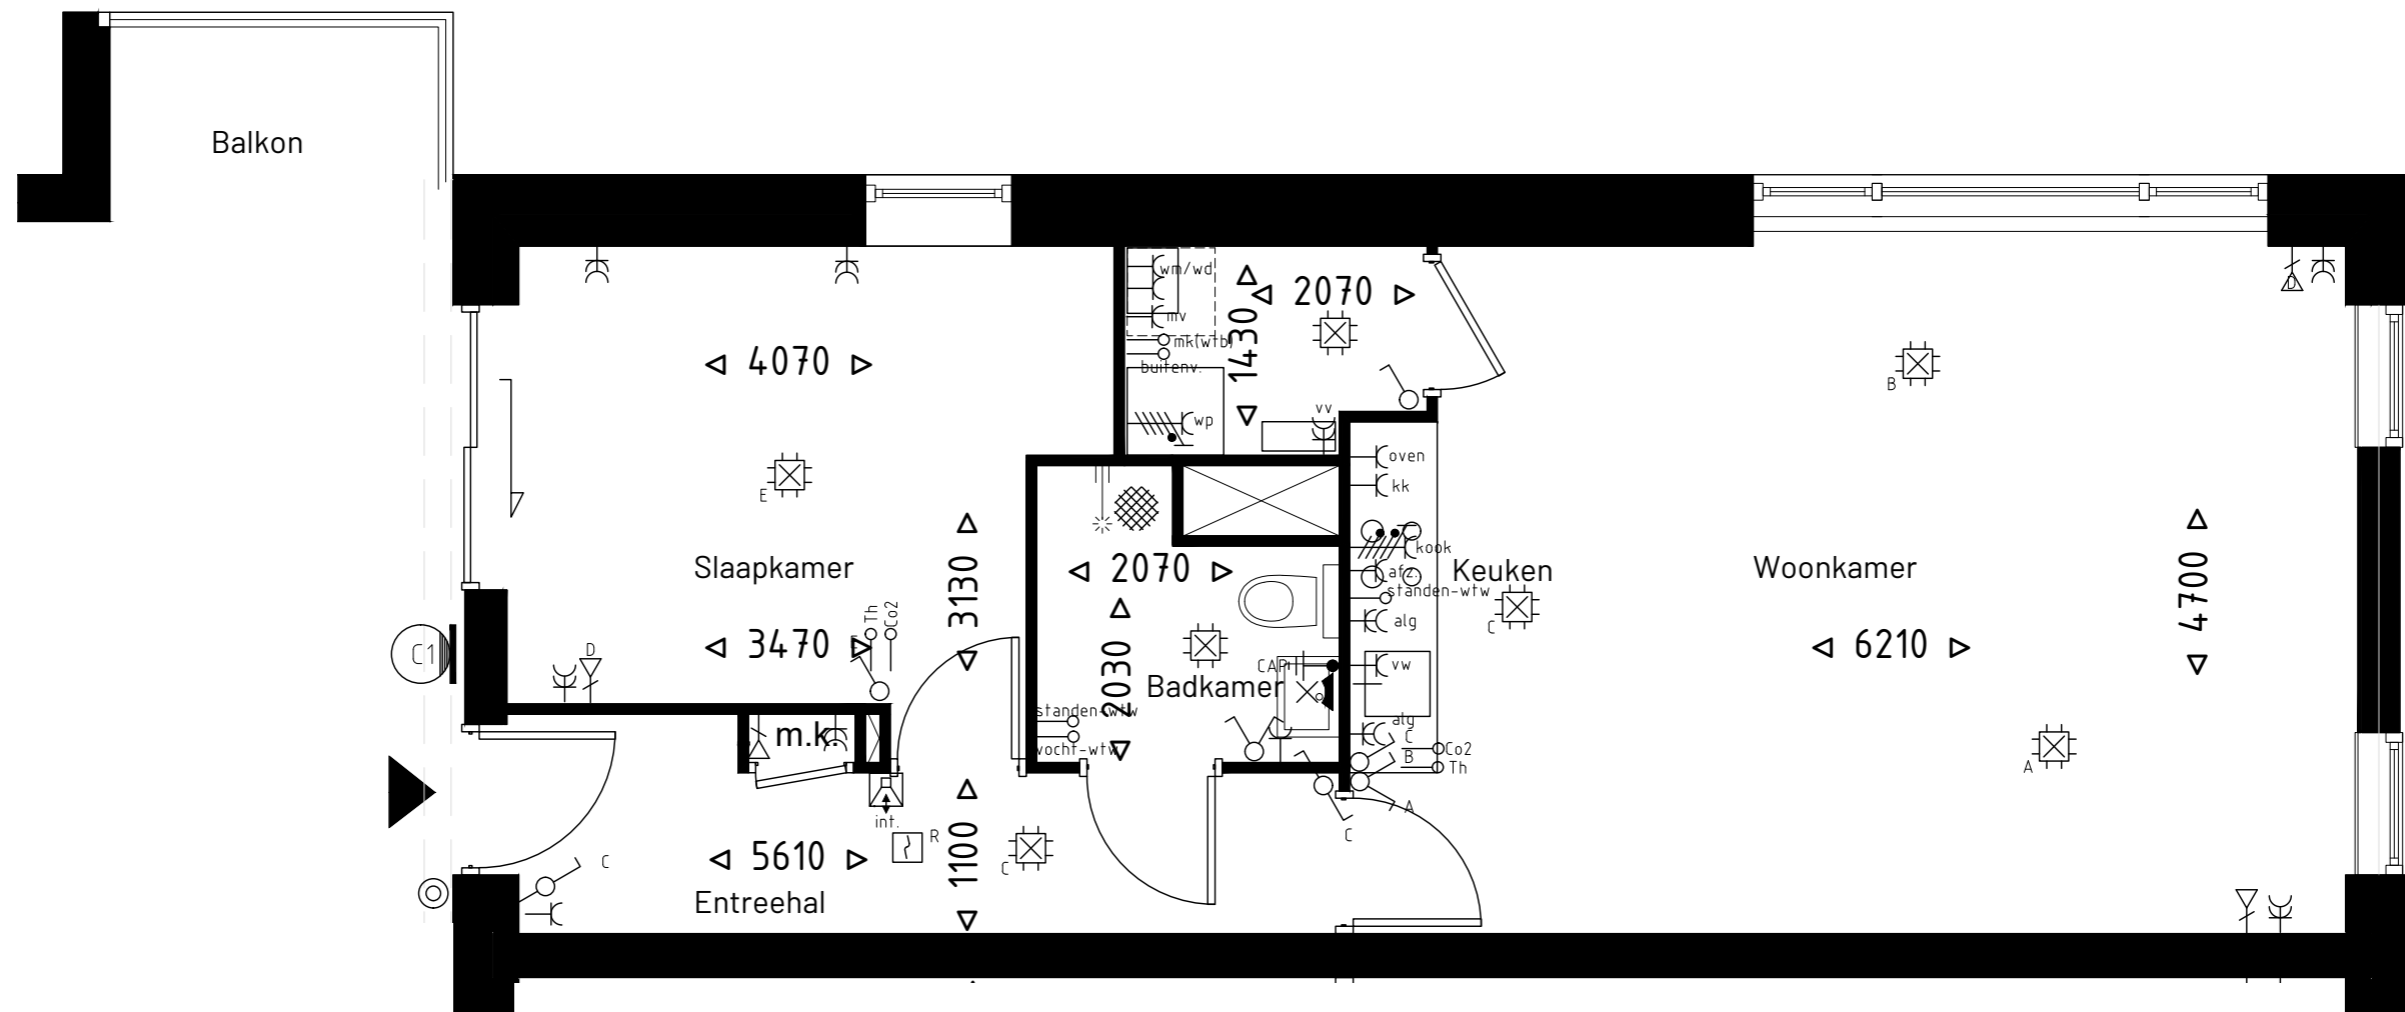 Balkon
wm/wd
2070
mv
1430
mk(wtb)
buitenv.
4070
B
vv
wp
oven
kk
E
kook
Slaapkamer
3130
2070
afz.
Keuken
Woonkamer
4700
standen-wtw
Th
Co2
alg
C
C1
3470
6210
D
D
CAP
vw
2030
Badkamer
standen-wtw
alg
m.k.
C
vocht-wtw
B
Co2
Th
A
A
int.
C
R
5610
1100
C
C
Entreehal